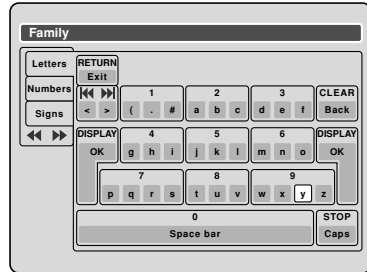 Family
Letters
Numbers
Signs
RETURN
Exit
1 2 3 CLEAR
< > ( . # a b c d e f Back
DISPLAY 4 5 6 DISPLAY
OK g h i j k l m n o OK
7 8 9
p q r s t u v w x y z
0 STOP
Space bar Caps